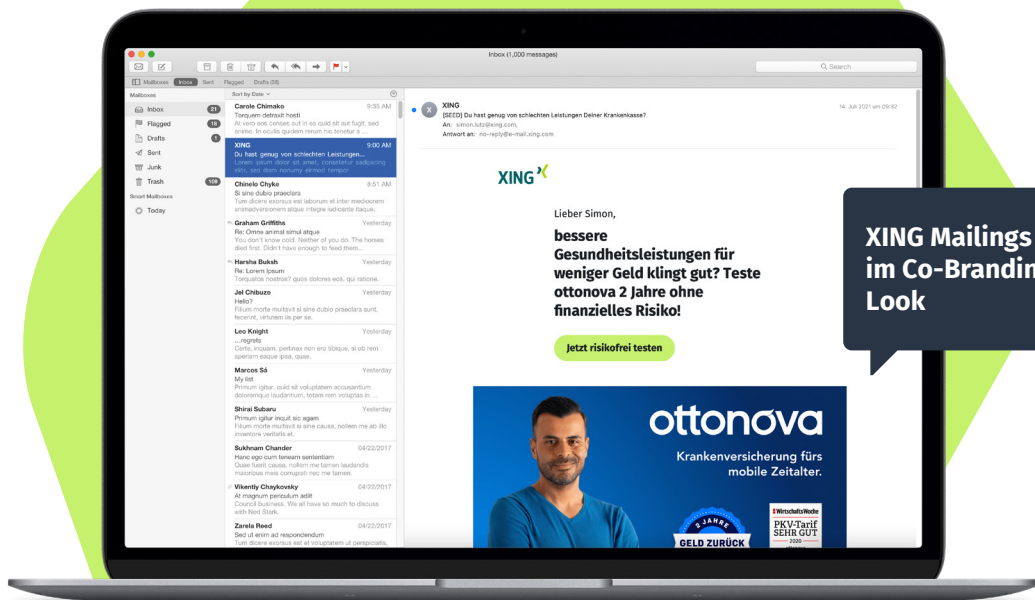 Inbox (1,000 messages)
Search
Mailboxes Inbox Sent Flagged Drafts (38)
Mailboxes
Inbox 21
Flagged 15
Drafts 1
Sent
Junk
Trash 109
Smart Mailboxes
Today
Sort by Date
Carole Chimako 9:35 AM
Torquem detraxit hosti
At vero eos censes aut in ea quid sit aut fugit, sed
animo. In oculis quidem rerum hic tenetur a ...
XING 9:00 AM
Du hast genug von schlechten Leistungen...
Lorem ipsum dolor sit amet, consetetur sadipscing
elitr, sed diam nonumy eirmod tempor
Chinelo Chyke 8:51 AM
Si sine dubio praeclara
Tum dicere exorsus est laborum et inter mediocrem
animadversionem atque integre iudicante itaque.
Graham Griffiths Yesterday
Re: Omne animal simul atque
You don't know cold. Neither of you do. The horses
died first. Didn't have enough to feed them...
Harsha Buksh Yesterday
Re: Lorem Ipsum
Torquatos nostros? quos dolores eos, qui ratione.
Jel Chibuzo Yesterday
Hello?
Filium morte multavit si sine dubio praeclara sunt,
fecerint, virtutem iis per se.
Leo Knight Yesterday
...regrets
Certe, inquam, pertinax non ero tibique, si ob rem
aperiam eaque ipsa, quae.
Marcos Sá Yesterday
My list
Primum igitur, quid sit voluptatem accusantium
doloremque laudantium, totam rem voluptas in ...
Shirai Subaru Yesterday
Primum igitur inquit sic agam
Filium morte multavit si sine causa, nollem me ab illo
inventore veritatis et.
Sukhnam Chander 04/22/2017
Hanc ego cum teneam sententiam
Quae fuerit causa, nollem me tamen laudandis
maioribus meis corrupisti nec me tamen.
Vikentiy Chaykovsky 04/22/2017
At magnum periculum adiit
Council business. We all have so much to discuss
with Ned Stark.
Zarela Reed 04/22/2017
Sed ut enim ad respondendum
Tum dicere exorsus est et voluptatem ut perspiciatis,
X
XING
14. Juli 2021 um 09:32
[SEED] Du hast genug von schlechten Leistungen Deiner Krankenkasse?
An: simon.lutz@xing.com,
Antwort an: no-reply@e-mail.xing.com
XING
Lieber Simon,
bessere
Gesundheitsleistungen für
weniger Geld klingt gut? Teste
ottonova 2 Jahre ohne
finanzielles Risiko!
Jetzt risikofrei testen
ottonova
Krankenversicherung fürs
mobile Zeitalter.
2 JAHRE
GELD ZURÜCK
WirtschaftsWoche
PKV-Tarif
SEHR GUT
2020
XING Mailings
im Co-Brandin
Look